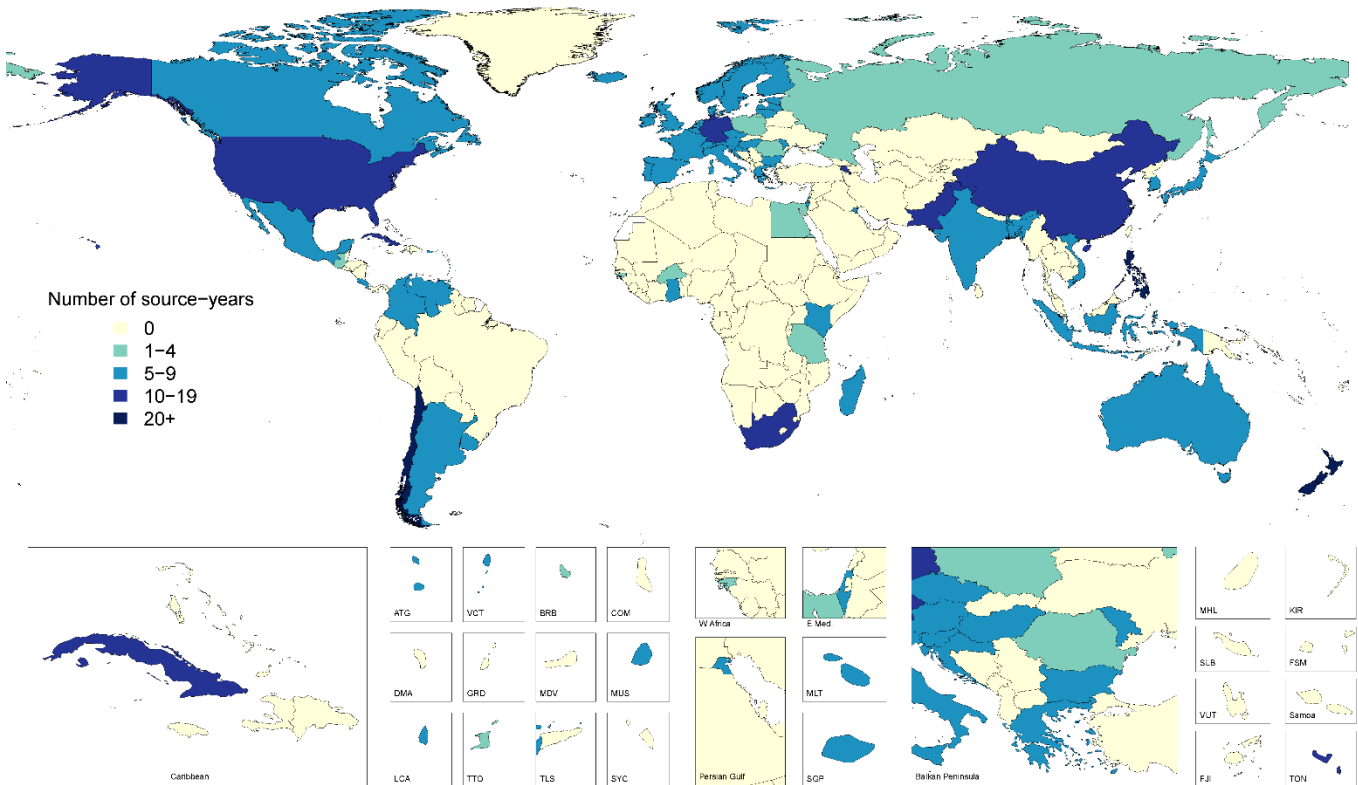 Number of source−years
0
1−4
5−9
10−19
20+
Caribbean
ATG
VCT
BRB
COM
DMA
GRD
MDV
MUS
LCA
TTO
TLS
SYC
W Africa
E Med.
Persian Gulf
MLT
SGP
Balkan Peninsula
MHL
KIR
SLB
FSM
VUT
Samoa
FJI
TON